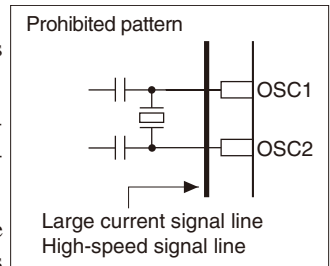 Prohibited pattern
OSC1
OSC2
Large current signal line
High-speed signal line